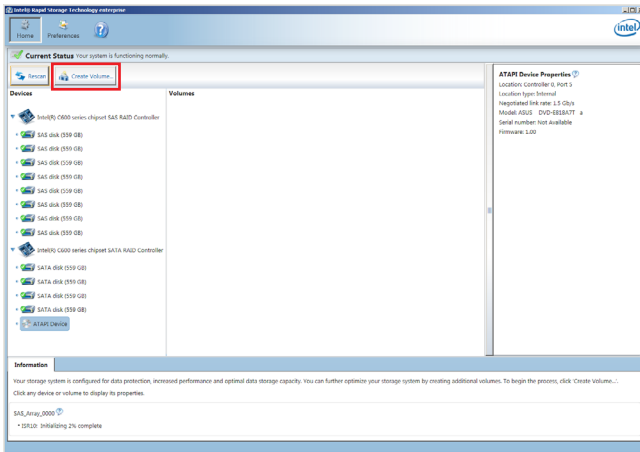 Intel® Rapid Storage Technology enterprise
Home
Preferences
intel
Current Status Your system is functioning normally.
Rescan
Create Volume...
Devices
Volumes
Intel(R) C600 series chipset SAS RAID Controller
SAS disk (559 GB)
SAS disk (559 GB)
SAS disk (559 GB)
SAS disk (559 GB)
SAS disk (559 GB)
SAS disk (559 GB)
SAS disk (559 GB)
SAS disk (559 GB)
Intel(R) C600 series chipset SATA RAID Controller
SATA disk (559 GB)
SATA disk (559 GB)
SATA disk (559 GB)
SATA disk (559 GB)
ATAPI Device
ATAPI Device Properties ?
Location: Controller 0, Port 5
Location type: Internal
Negotiated link rate: 1.5 Gb/s
Model: ASUS DVD-E818A7T a
Serial number: Not Available
Firmware: 1.00
Information
Your storage system is configured for data protection, increased performance and optimal data storage capacity. You can further optimize your storage system by creating additional volumes. To begin the process, click 'Create Volume...'.
Click any device or volume to display its properties.
SAS_Array_0000 ?
• ISR10: Initializing 2% complete